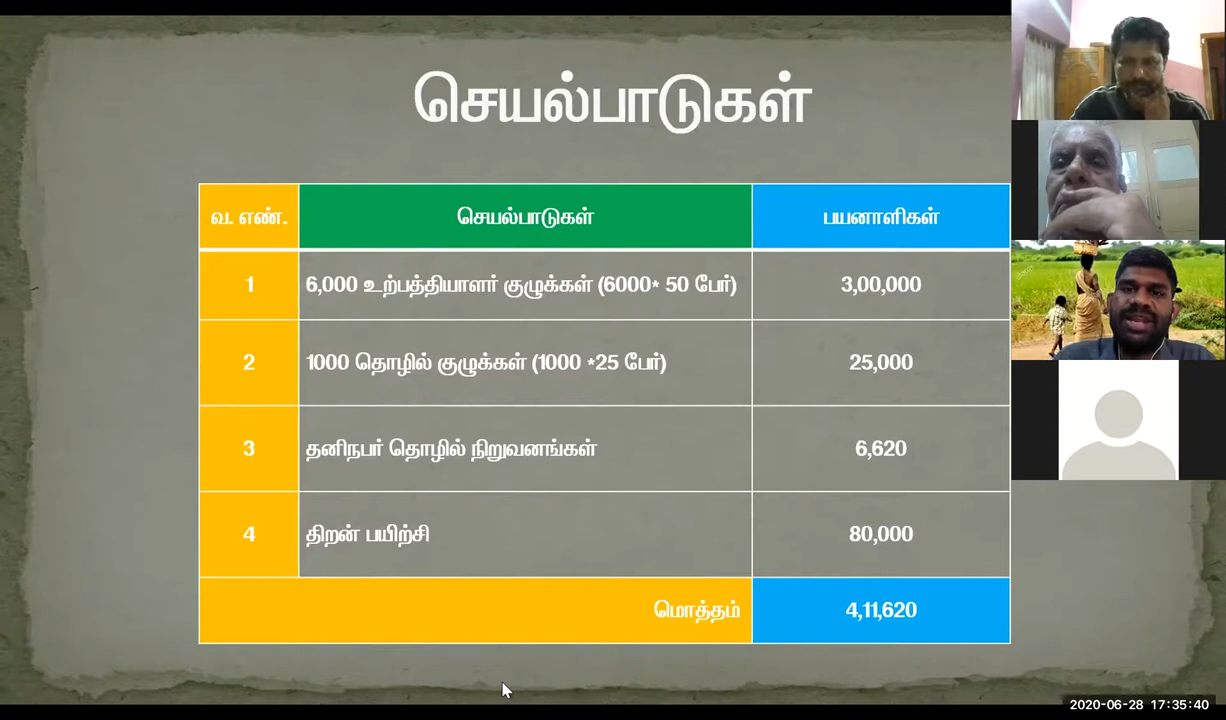 செயல்பாடுகள்
வ. எண். செயல்பாடுகள் பயனாளிகள்
1 6,000 உற்பத்தியாளர் குழுக்கள் (6000* 50 பேர்) 3,00,000
2 1000 தொழில் குழுக்கள் (1000 *25 பேர்) 25,000
3 தனிநபர் தொழில் நிறுவனங்கள் 6,620
4 திறன் பயிற்சி 80,000
மொத்தம் 4,11,620
2020-06-28 17:35:40